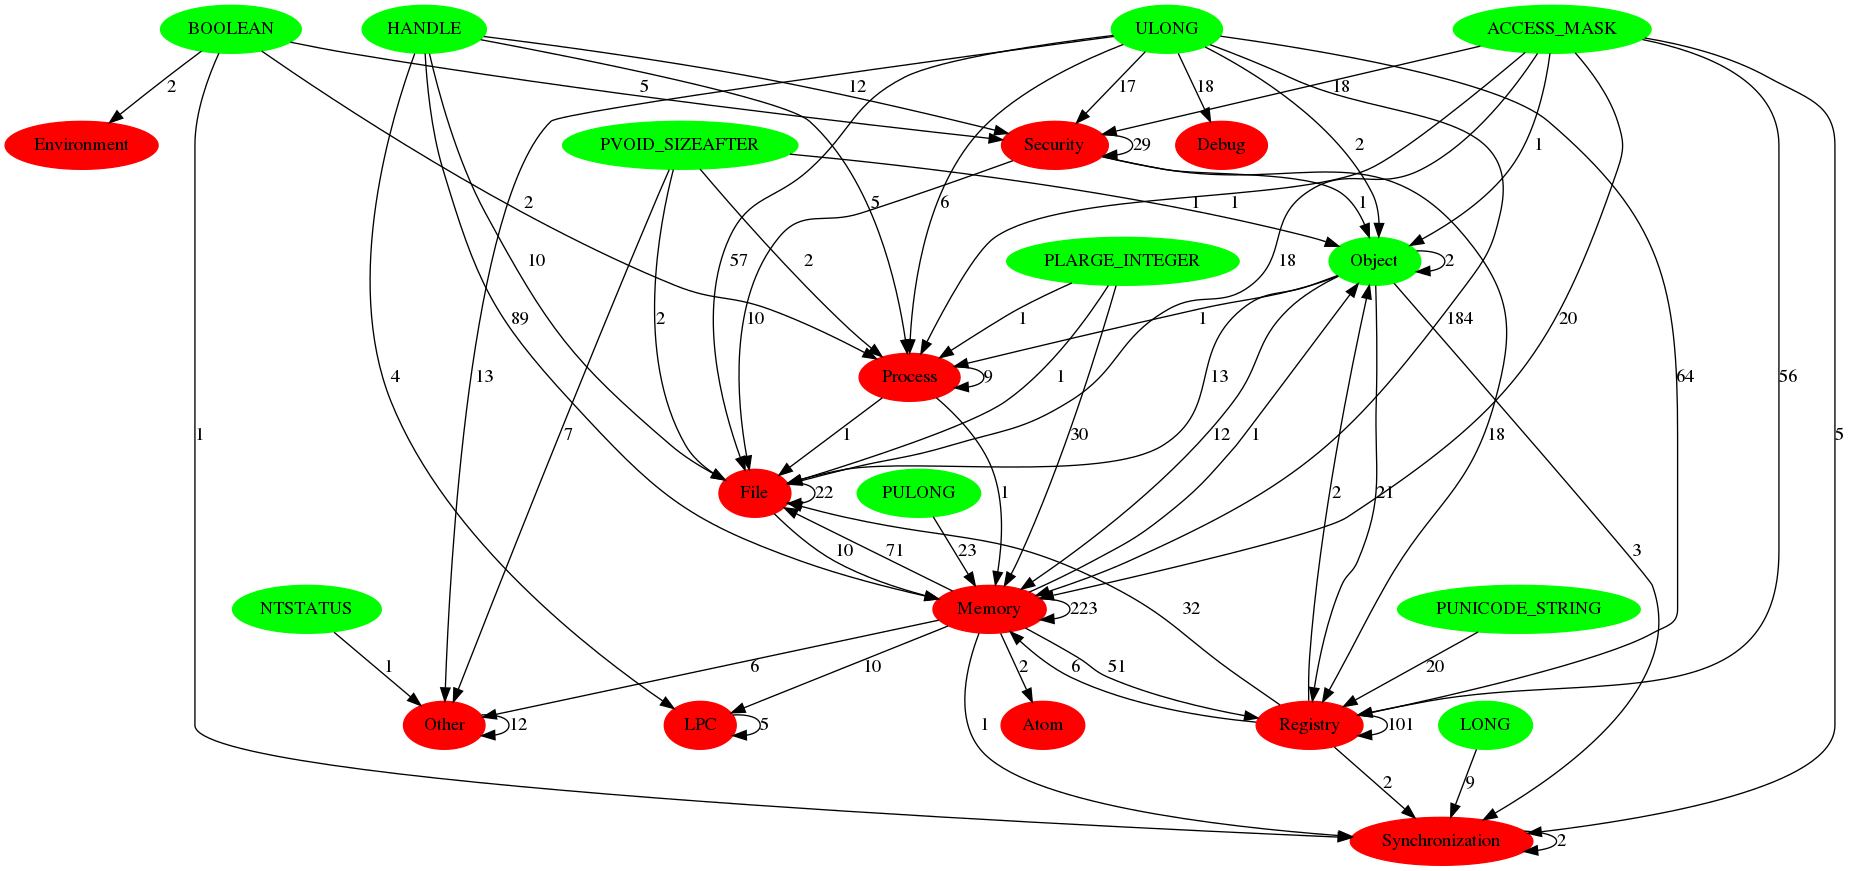 BOOLEAN HANDLE ULONG ACCESS_MASK
2 5 12 17 18 18
Environment PVOID_SIZEAFTER Security 29 Debug 2 1
2 5 6 1 1 1
57 10 2 10 18 PLARGE_INTEGER Object 2
89 2 10 1 1 184 20
4 13 Process 9 1 13 64 56
1 7 1 30 12 1 18 5
File 22 PULONG 1 2 21
10 71 23 3
NTSTATUS Memory 223 32 PUNICODE_STRING
1 6 10 2 6 51 20
Other 12 LPC 5 1 Atom Registry 101 LONG
2 9
Synchronization 2